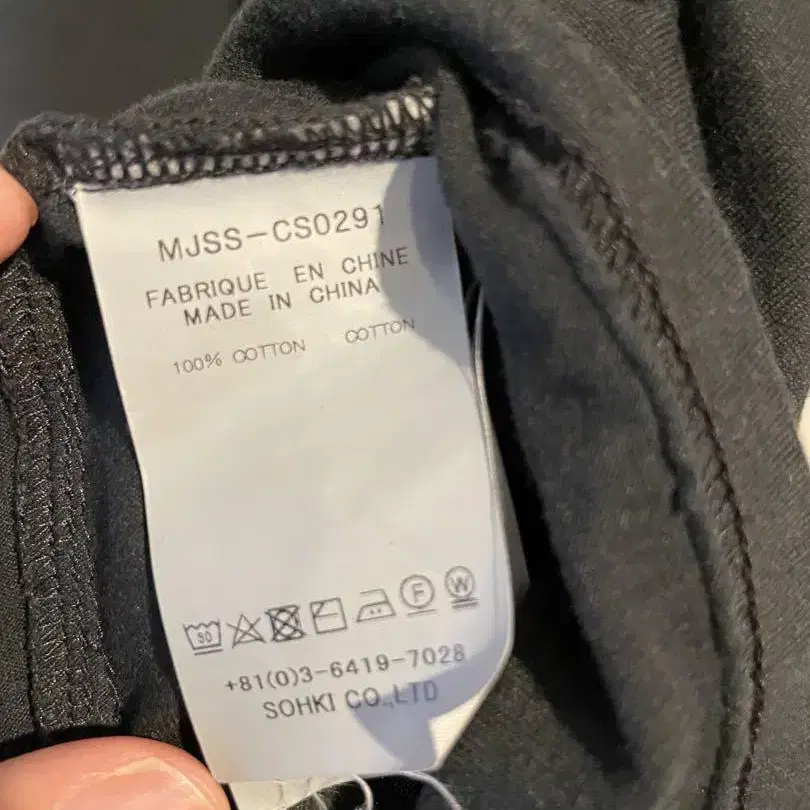 MJSS-CS0291
FABRIQUE EN CHINE
MADE IN CHINA
100% COTTON COTTON
F W
+81(0)3-6419-7028
SOHKI CO.,LTD